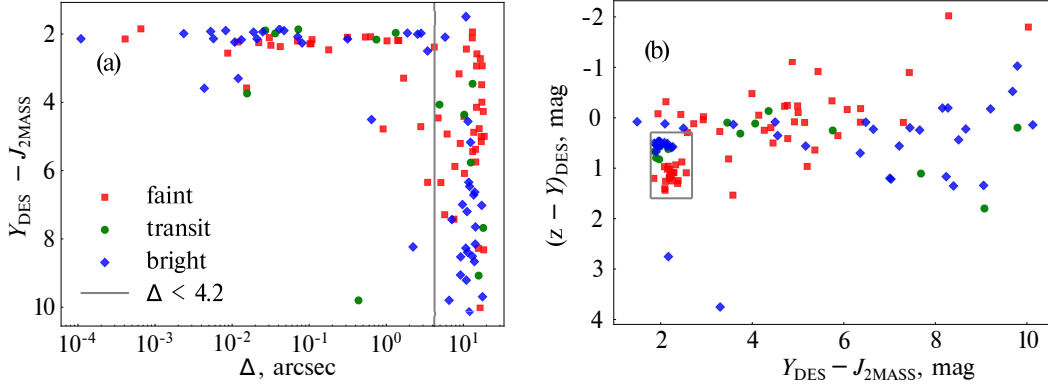 (a)
2
4
6
8
10
Y_DES − J_2MASS
faint
transit
bright
Δ < 4.2
10^-4 10^-3 10^-2 10^-1 10^0 10^1
Δ, arcsec
(b)
-2
-1
0
1
2
3
4
(z − Y)_DES, mag
2 4 6 8 10
Y_DES − J_2MASS, mag